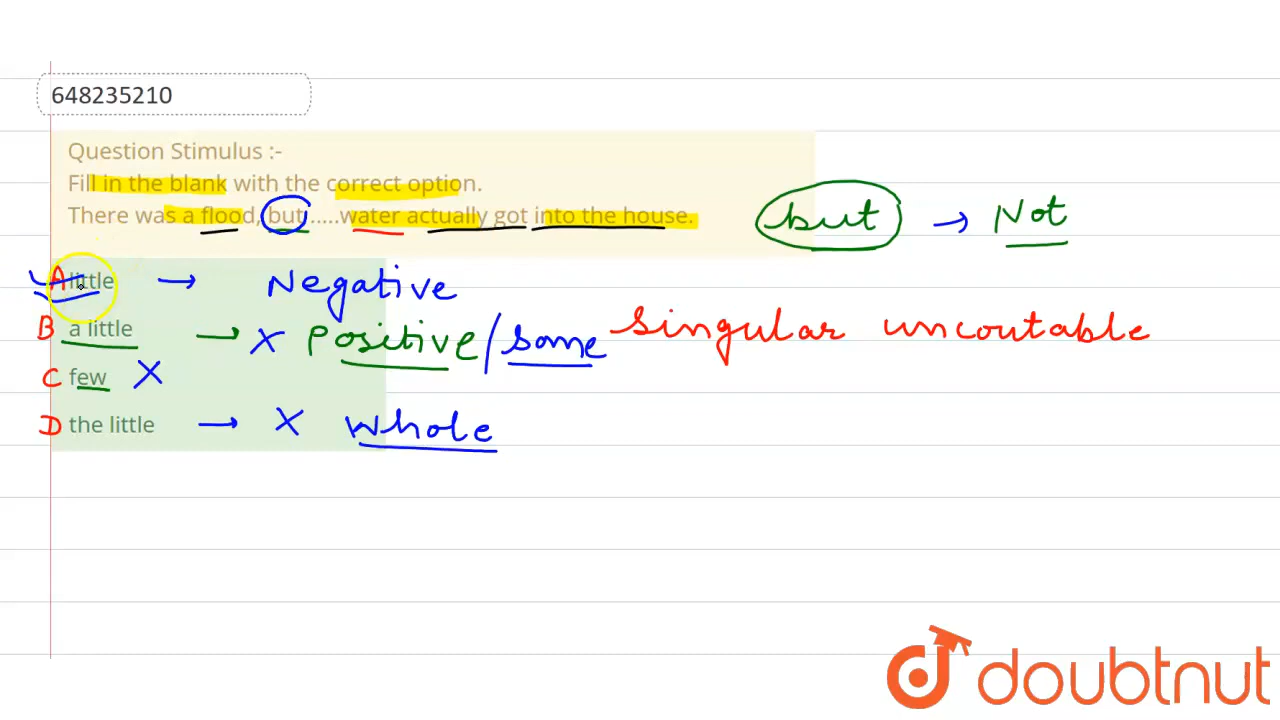 648235210
Question Stimulus :-
Fill in the blank with the correct option.
There was a flood, but .....water actually got into the house.
but → Not
A little → Negative
B a little → X Positive/some singular uncoutable
C few X
D the little → X Whole
doubtnut